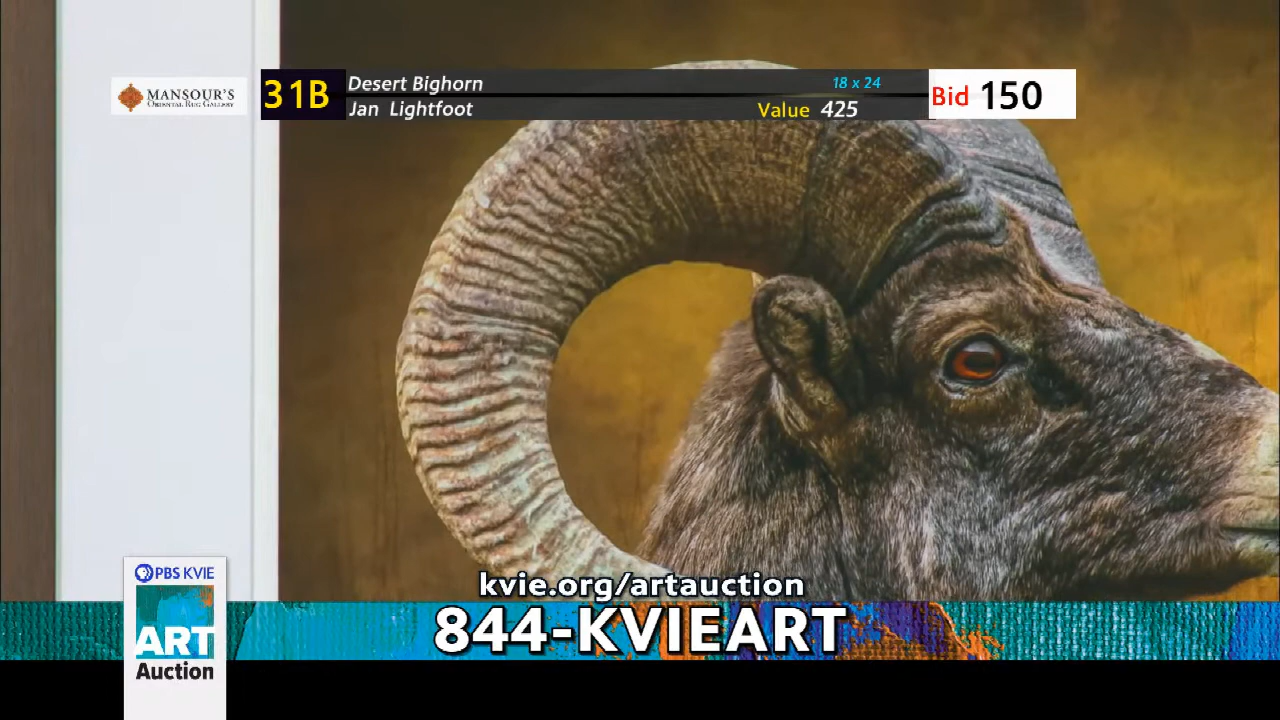 MANSOUR'S
ORIENTAL RUG GALLERY
31B
Desert Bighorn
18 x 24
Jan Lightfoot
Value 425
Bid 150
kvie.org/artauction
844-KVIEART
PBS KVIE
ART
Auction